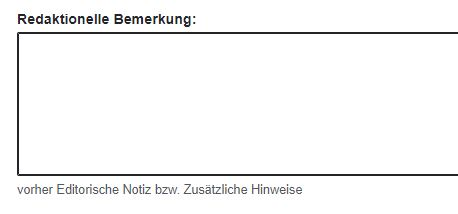 Redaktionelle Bemerkung:
vorher Editorische Notiz bzw. Zusätzliche Hinweise